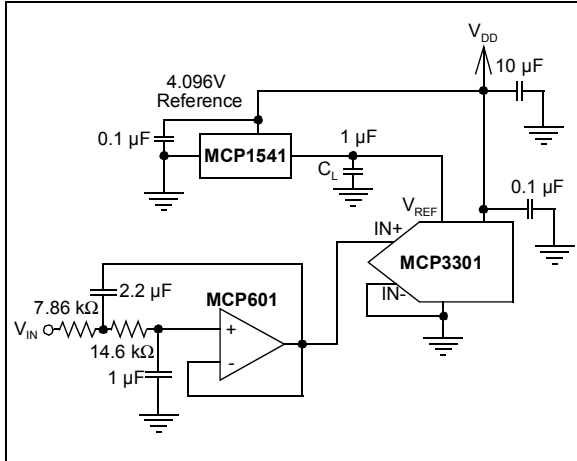 V_DD
10 µF
4.096V
Reference
0.1 µF
MCP1541
1 µF
C_L
V_REF
0.1 µF
IN+
MCP3301
IN-
2.2 µF
MCP601
7.86 kΩ
V_IN
14.6 kΩ
+
-
1 µF